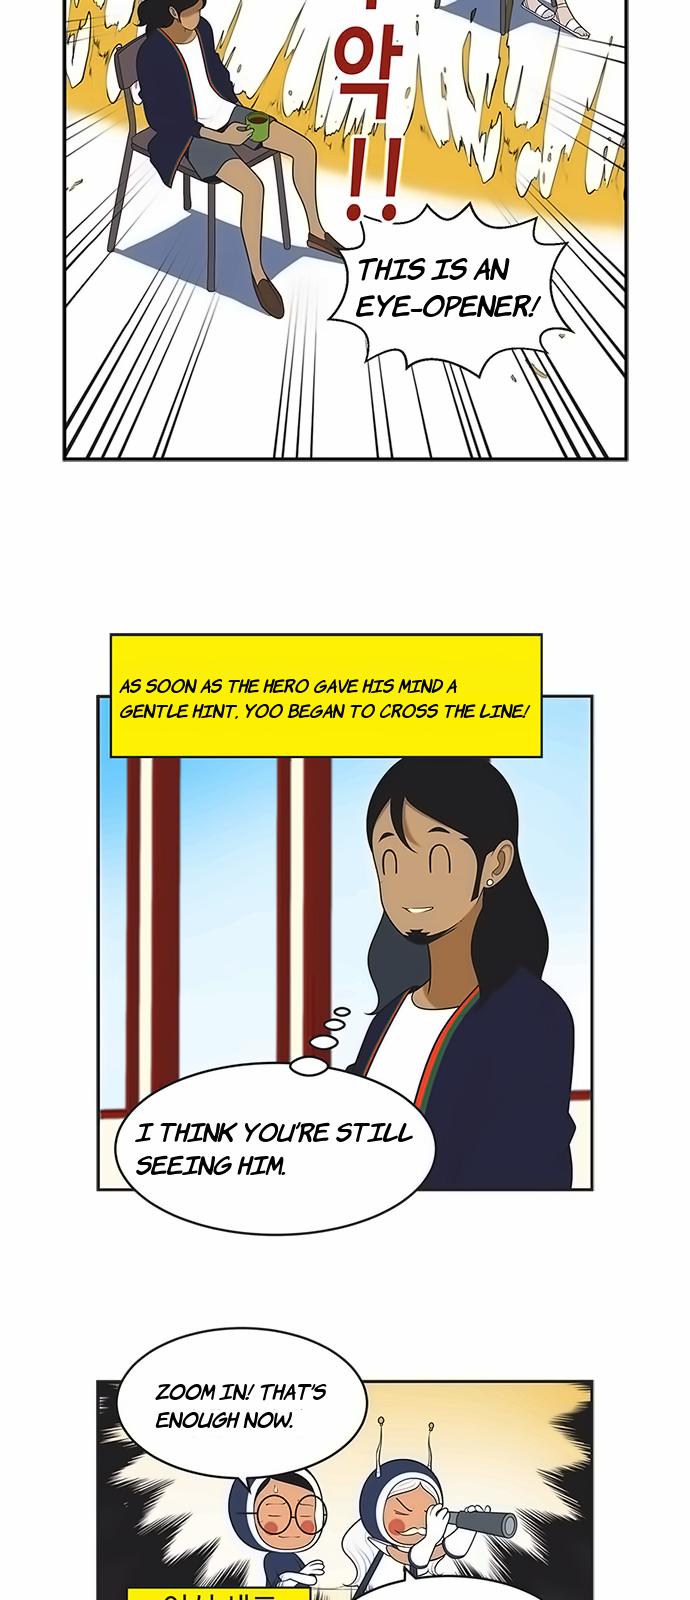 악!!
THIS IS AN
EYE-OPENER!
AS SOON AS THE HERO GAVE HIS MIND A
GENTLE HINT, YOO BEGAN TO CROSS THE LINE!
I THINK YOU'RE STILL
SEEING HIM.
ZOOM IN! THAT'S
ENOUGH NOW.